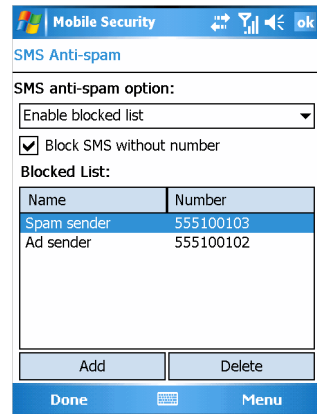 Mobile Security ok
SMS Anti-spam
SMS anti-spam option:
Enable blocked list
Block SMS without number
Blocked List:
Name Number
Spam sender 555100103
Ad sender 555100102
Add Delete
Done Menu